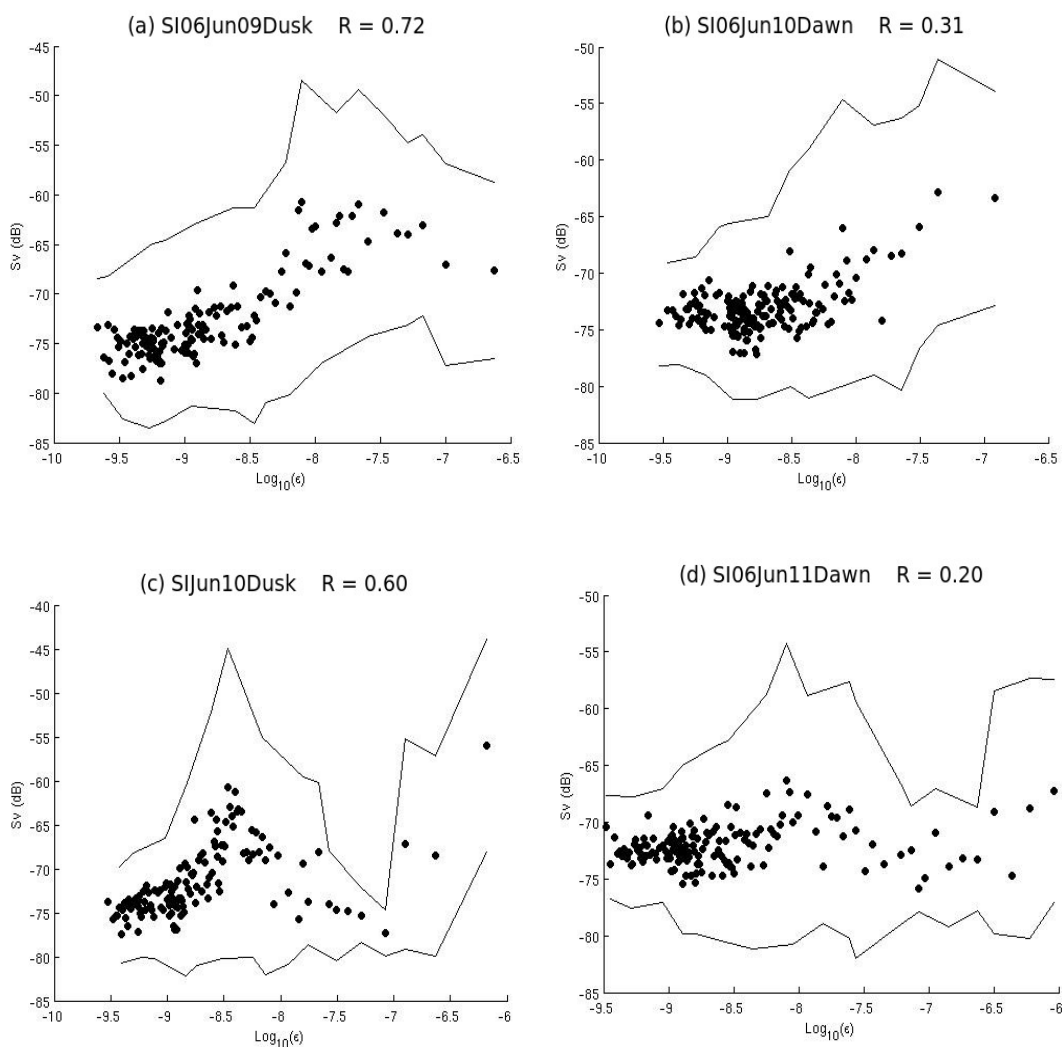 (a) SI06Jun09Dusk R = 0.72
-45
-50
-55
-60
-65
-70
-75
-80
-85
Sv (dB)
-10 -9.5 -9 -8.5 -8 -7.5 -7 -6.5
Log10(ϵ)
(b) SI06Jun10Dawn R = 0.31
-50
-55
-60
-65
-70
-75
-80
-85
Sv (dB)
-10 -9.5 -9 -8.5 -8 -7.5 -7 -6.5
Log10(ϵ)
(c) SIJun10Dusk R = 0.60
-40
-45
-50
-55
-60
-65
-70
-75
-80
-85
Sv (dB)
-10 -9.5 -9 -8.5 -8 -7.5 -7 -6.5 -6
Log10(ϵ)
(d) SI06Jun11Dawn R = 0.20
-50
-55
-60
-65
-70
-75
-80
-85
Sv (dB)
-9.5 -9 -8.5 -8 -7.5 -7 -6.5 -6
Log10(ϵ)